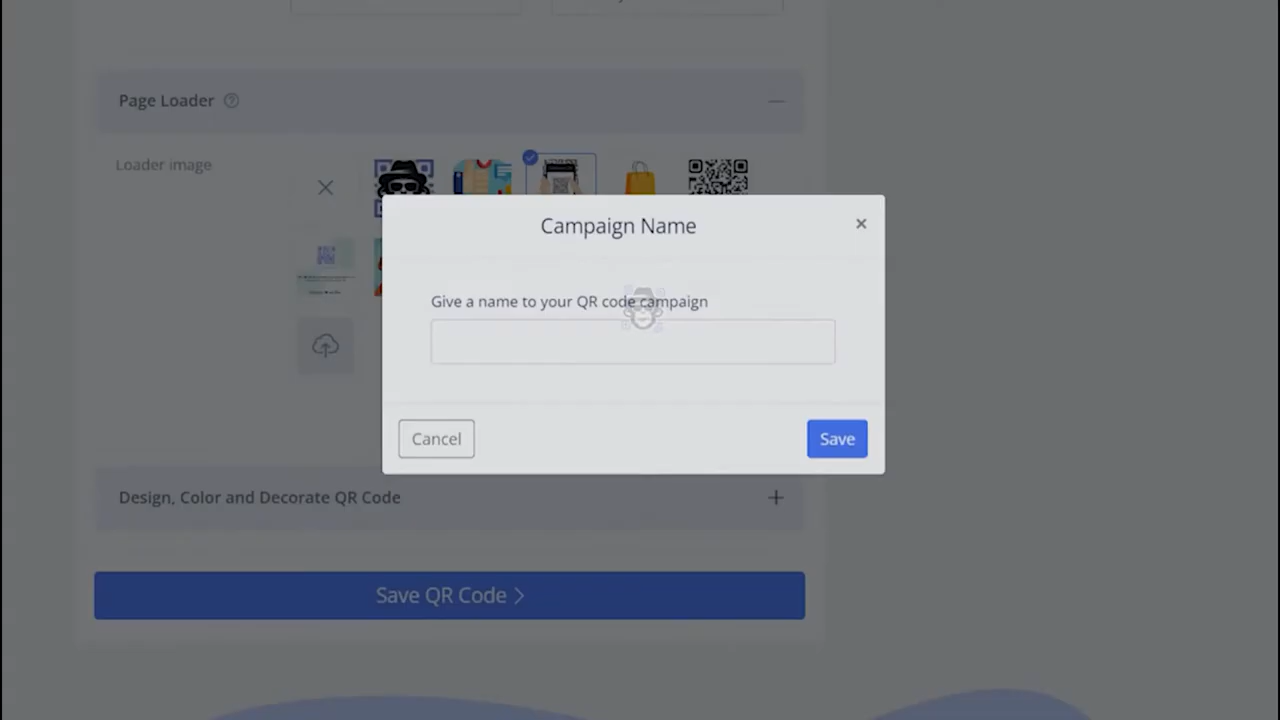 Page Loader
Loader image
Campaign Name
Give a name to your QR code campaign
Cancel
Save
Design, Color and Decorate QR Code
Save QR Code